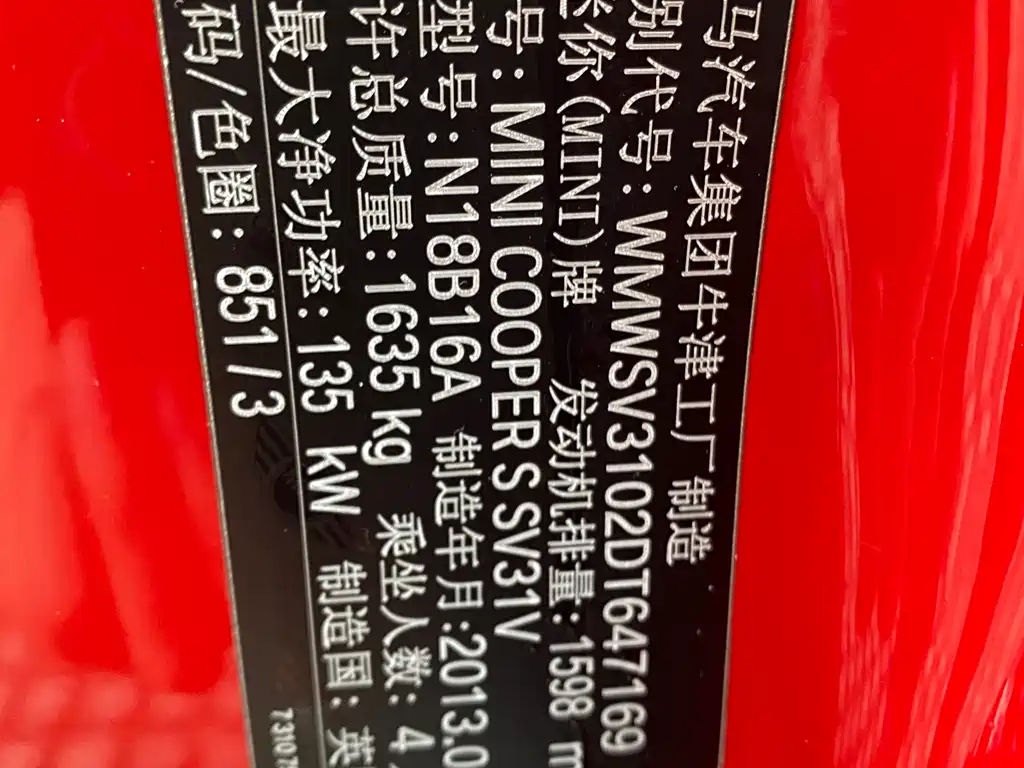 马汽车集团牛津工厂制造
别代号: WMWSV3102DT647169
你(MINI)牌 发动机排量: 1598 m
号: MINI COOPER S SV31V
型号: N18B16A 制造年月: 2013.0
许总质量: 1635 kg 乘坐人数: 4
最大净功率: 135 kW 制造国: 英
码/色圈: 851/3
73107